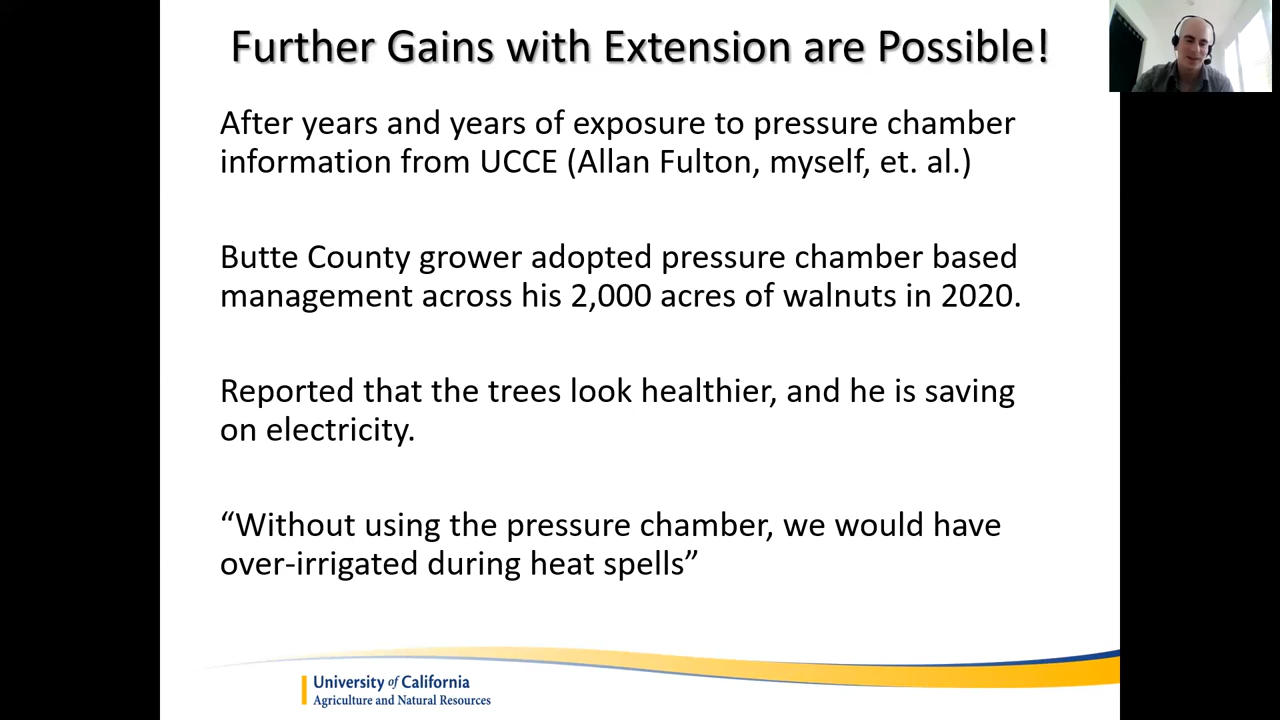 Further Gains with Extension are Possible!
After years and years of exposure to pressure chamber
information from UCCE (Allan Fulton, myself, et. al.)
Butte County grower adopted pressure chamber based
management across his 2,000 acres of walnuts in 2020.
Reported that the trees look healthier, and he is saving
on electricity.
“Without using the pressure chamber, we would have
over-irrigated during heat spells”
University of California
Agriculture and Natural Resources